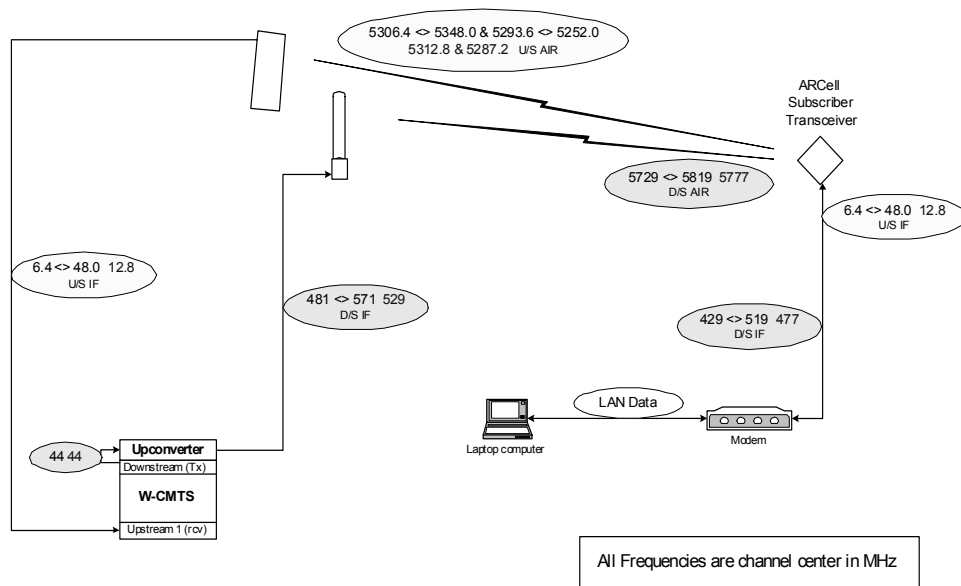 5306.4 <> 5348.0 & 5293.6 <> 5252.0
5312.8 & 5287.2 U/S AIR
ARCell
Subscriber
Transceiver
5729 <> 5819 5777
D/S AIR
6.4 <> 48.0 12.8
U/S IF
6.4 <> 48.0 12.8
U/S IF
481 <> 571 529
D/S IF
429 <> 519 477
D/S IF
LAN Data
Laptop computer
Modem
44 44
Upconverter
Downstream (Tx)
W-CMTS
Upstream 1 (rcv)
All Frequencies are channel center in MHz